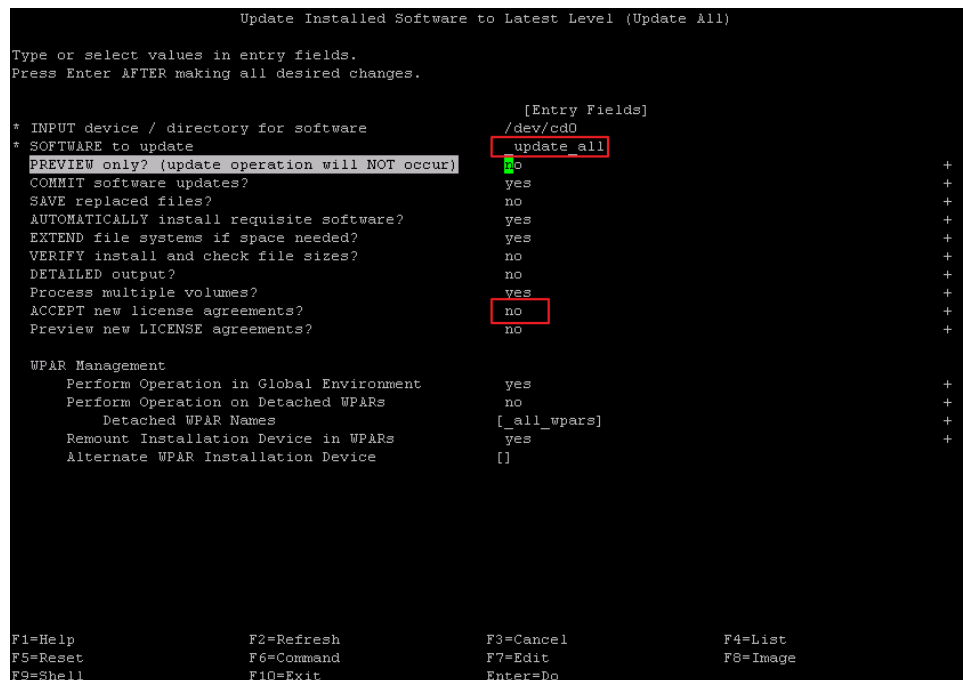 Update Installed Software to Latest Level (Update All)
Type or select values in entry fields.
Press Enter AFTER making all desired changes.
[Entry Fields]
* INPUT device / directory for software /dev/cd0
* SOFTWARE to update _update_all
PREVIEW only? (update operation will NOT occur) no +
COMMIT software updates? yes +
SAVE replaced files? no +
AUTOMATICALLY install requisite software? yes +
EXTEND file systems if space needed? yes +
VERIFY install and check file sizes? no +
DETAILED output? no +
Process multiple volumes? yes +
ACCEPT new license agreements? no +
Preview new LICENSE agreements? no +
WPAR Management
Perform Operation in Global Environment yes +
Perform Operation on Detached WPARs no +
Detached WPAR Names [_all_wpars] +
Remount Installation Device in WPARs yes +
Alternate WPAR Installation Device []
F1=Help F2=Refresh F3=Cancel F4=List
F5=Reset F6=Command F7=Edit F8=Image
F9=Shell F10=Exit Enter=Do